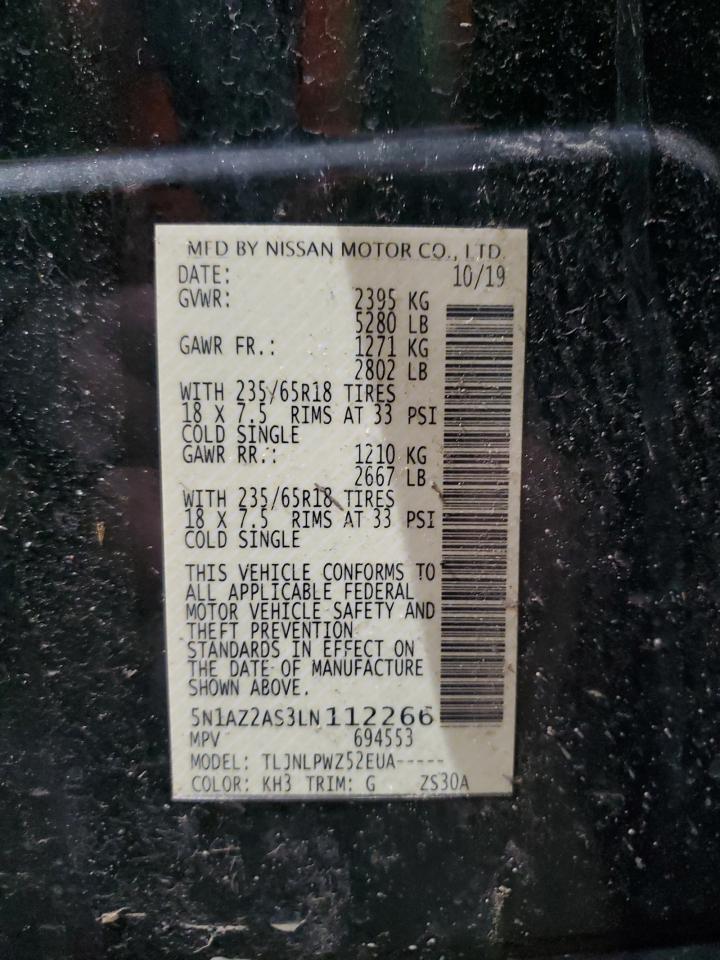 MFD BY NISSAN MOTOR CO., LTD.
DATE: 10/19
GVWR: 2395 KG
5280 LB
GAWR FR.: 1271 KG
2802 LB
WITH 235/65R18 TIRES
18 X 7.5 RIMS AT 33 PSI
COLD SINGLE
GAWR RR.: 1210 KG
2667 LB
WITH 235/65R18 TIRES
18 X 7.5 RIMS AT 33 PSI
COLD SINGLE
THIS VEHICLE CONFORMS TO
ALL APPLICABLE FEDERAL
MOTOR VEHICLE SAFETY AND
THEFT PREVENTION
STANDARDS IN EFFECT ON
THE DATE OF MANUFACTURE
SHOWN ABOVE.
5N1AZ2AS3LN112266
MPV 694553
MODEL: TLJNLPWZ52EUA-----
COLOR: KH3 TRIM: G ZS30A